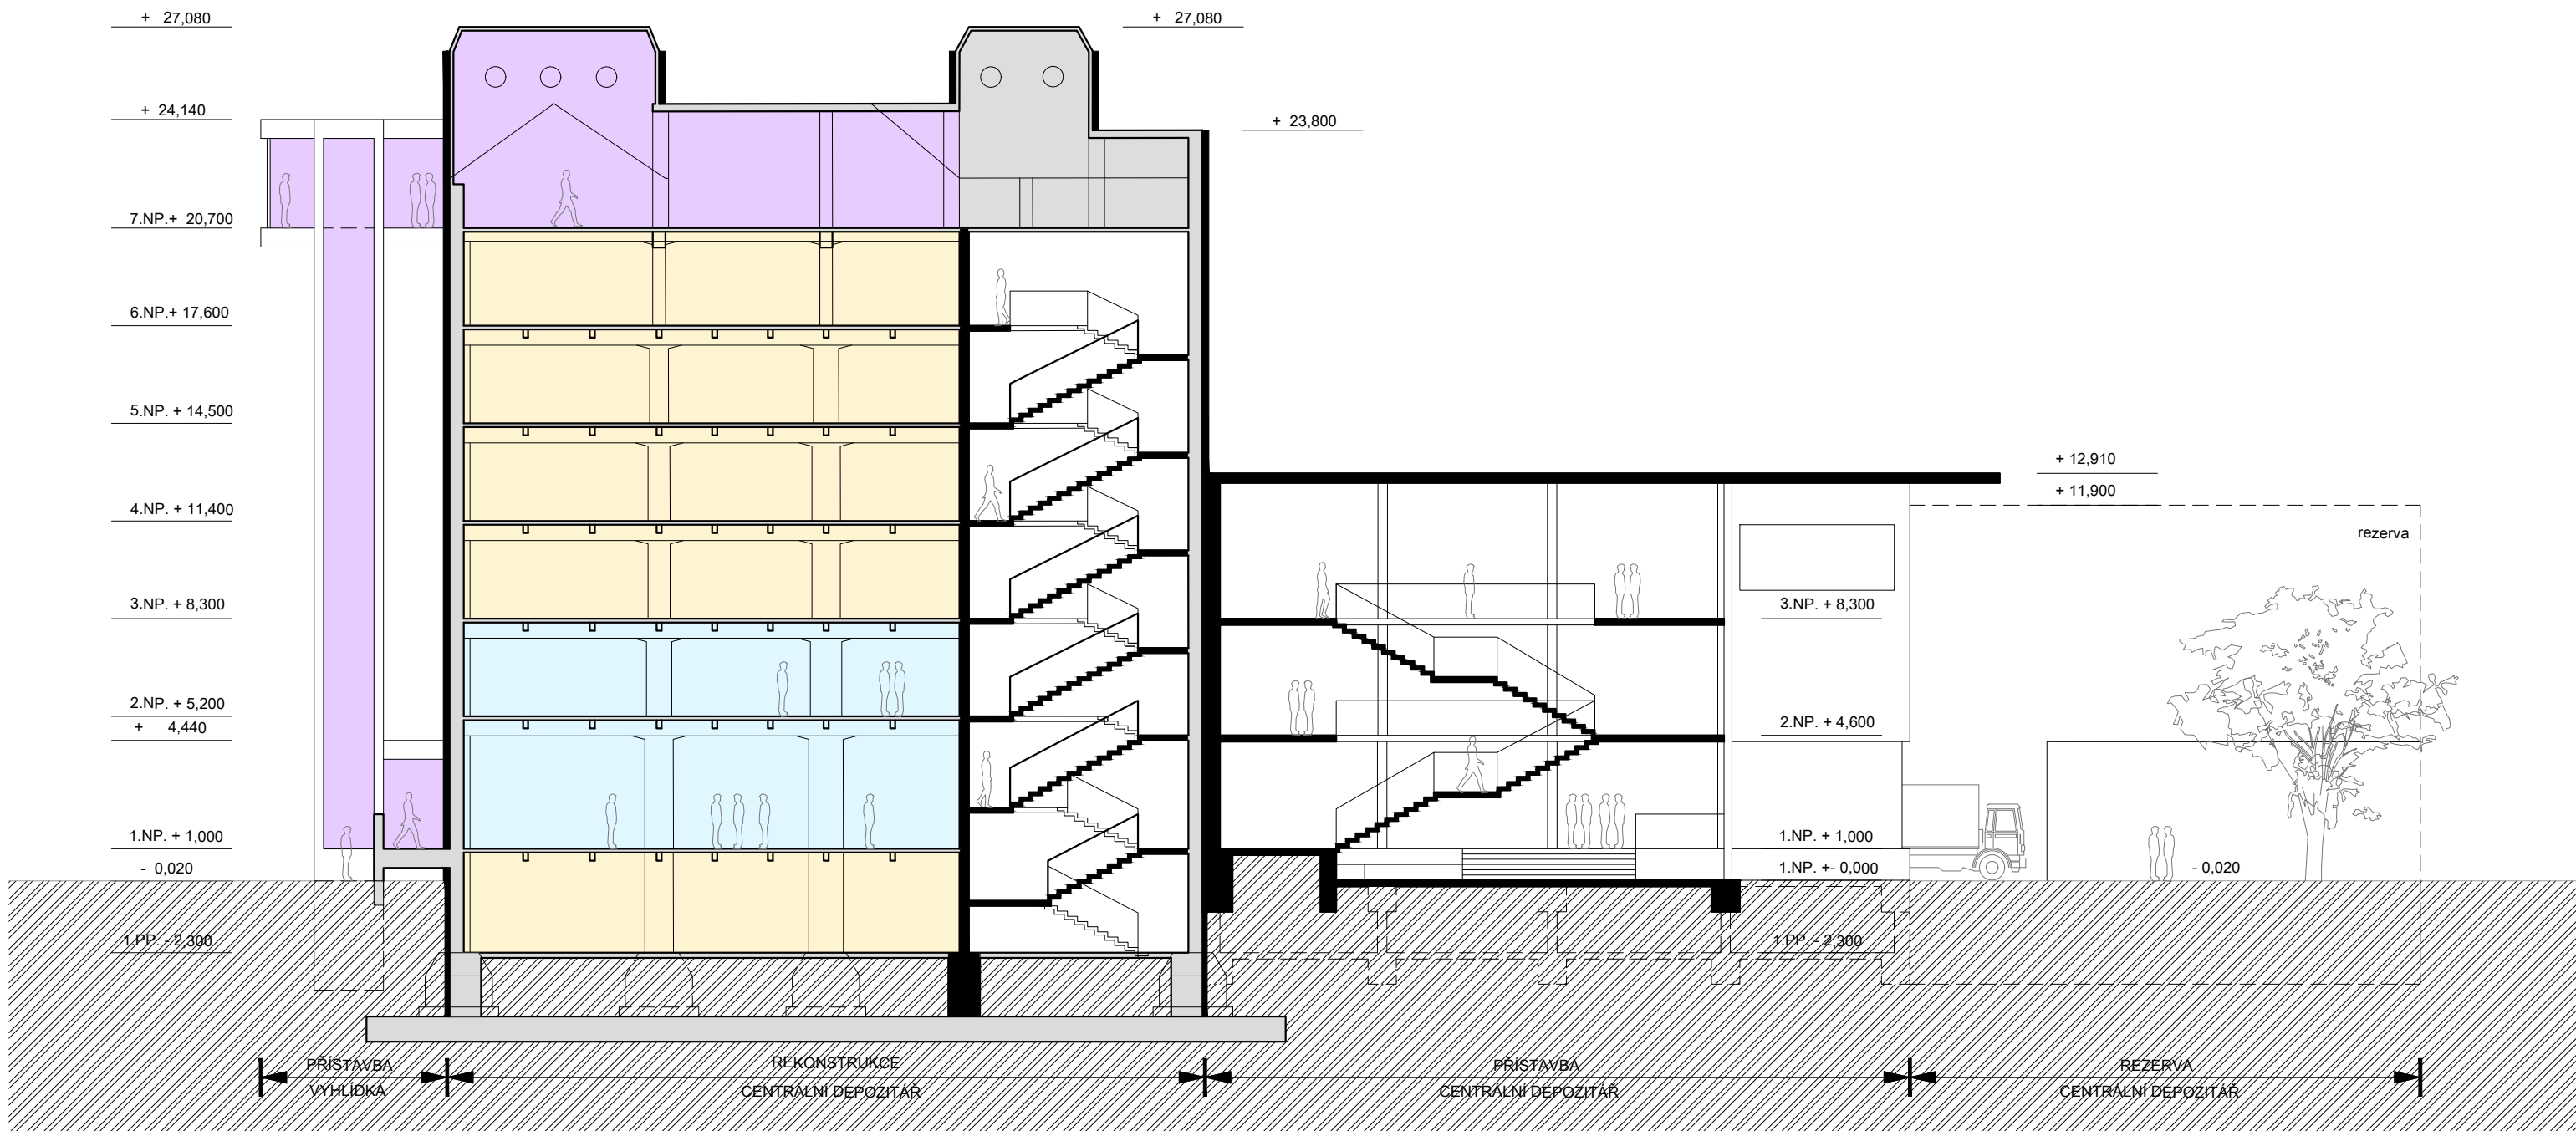 + 27,080
+ 27,080
+ 24,140
+ 23,800
7.NP.+ 20,700
6.NP.+ 17,600
5.NP. + 14,500
+ 12,910
+ 11,900
4.NP. + 11,400
rezerva
3.NP. + 8,300
3.NP. + 8,300
2.NP. + 5,200
+ 4,440
2.NP. + 4,600
1.NP. + 1,000
1.NP. + 1,000
- 0,020
1.NP. +- 0,000
- 0,020
1.PP. - 2,300
1.PP. - 2,300
PŘÍSTAVBA
VYHLÍDKA
REKONSTRUKCE
CENTRÁLNÍ DEPOZITÁŘ
PŘÍSTAVBA
CENTRÁLNÍ DEPOZITÁŘ
REZERVA
CENTRÁLNÍ DEPOZITÁŘ